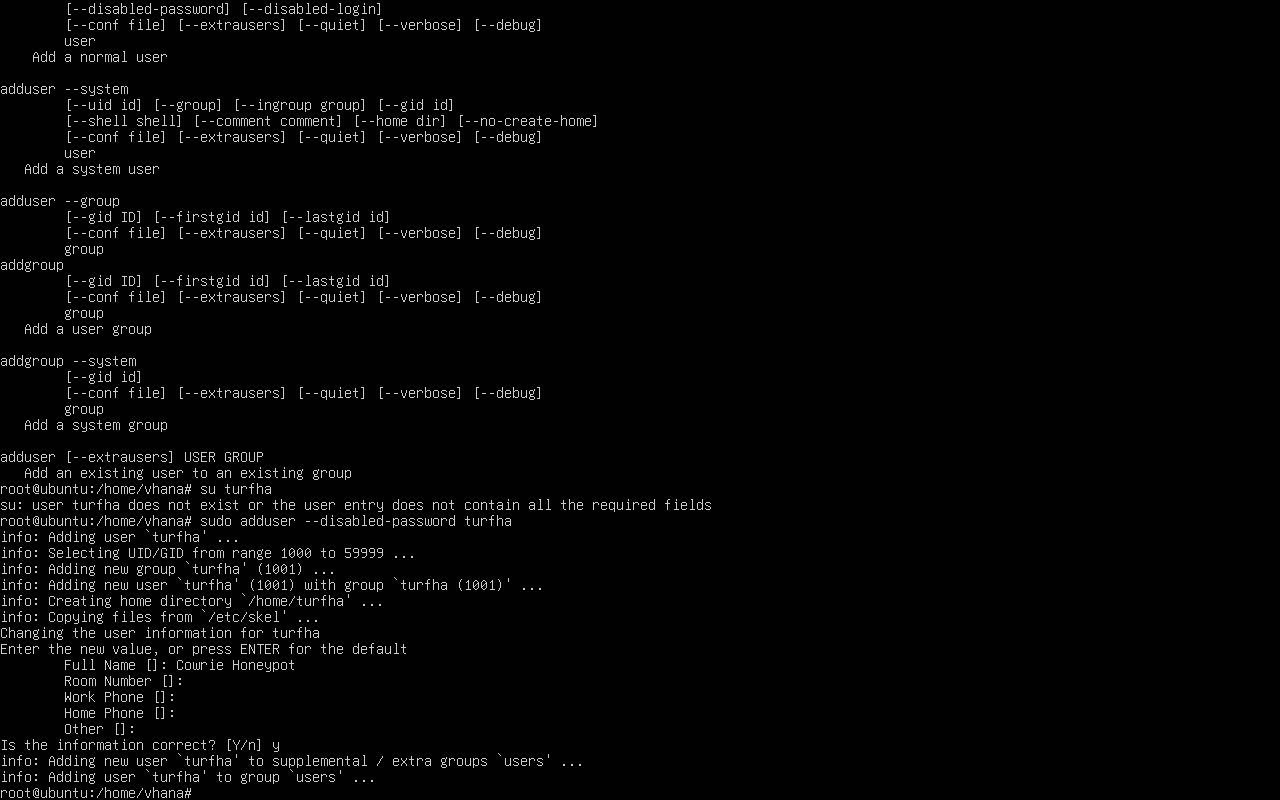 [--disabled-password] [--disabled-login]
[--conf file] [--extrausers] [--quiet] [--verbose] [--debug]
user
Add a normal user
adduser --system
[--uid id] [--group] [--ingroup group] [--gid id]
[--shell shell] [--comment comment] [--home dir] [--no-create-home]
[--conf file] [--extrausers] [--quiet] [--verbose] [--debug]
user
Add a system user
adduser --group
[--gid ID] [--firstgid id] [--lastgid id]
[--conf file] [--extrausers] [--quiet] [--verbose] [--debug]
group
addgroup
[--gid ID] [--firstgid id] [--lastgid id]
[--conf file] [--extrausers] [--quiet] [--verbose] [--debug]
group
Add a user group
addgroup --system
[--gid id]
[--conf file] [--extrausers] [--quiet] [--verbose] [--debug]
group
Add a system group
adduser [--extrausers] USER GROUP
Add an existing user to an existing group
root@ubuntu:/home/vhana# su turfha
su: user turfha does not exist or the user entry does not contain all the required fields
root@ubuntu:/home/vhana# sudo adduser --disabled-password turfha
info: Adding user `turfha' ...
info: Selecting UID/GID from range 1000 to 59999 ...
info: Adding new group `turfha' (1001) ...
info: Adding new user `turfha' (1001) with group `turfha (1001)' ...
info: Creating home directory `/home/turfha' ...
info: Copying files from `/etc/skel' ...
Changing the user information for turfha
Enter the new value, or press ENTER for the default
Full Name []: Cowrie Honeypot
Room Number []:
Work Phone []:
Home Phone []:
Other []:
Is the information correct? [Y/n] y
info: Adding new user `turfha' to supplemental / extra groups `users' ...
info: Adding user `turfha' to group `users' ...
root@ubuntu:/home/vhana#